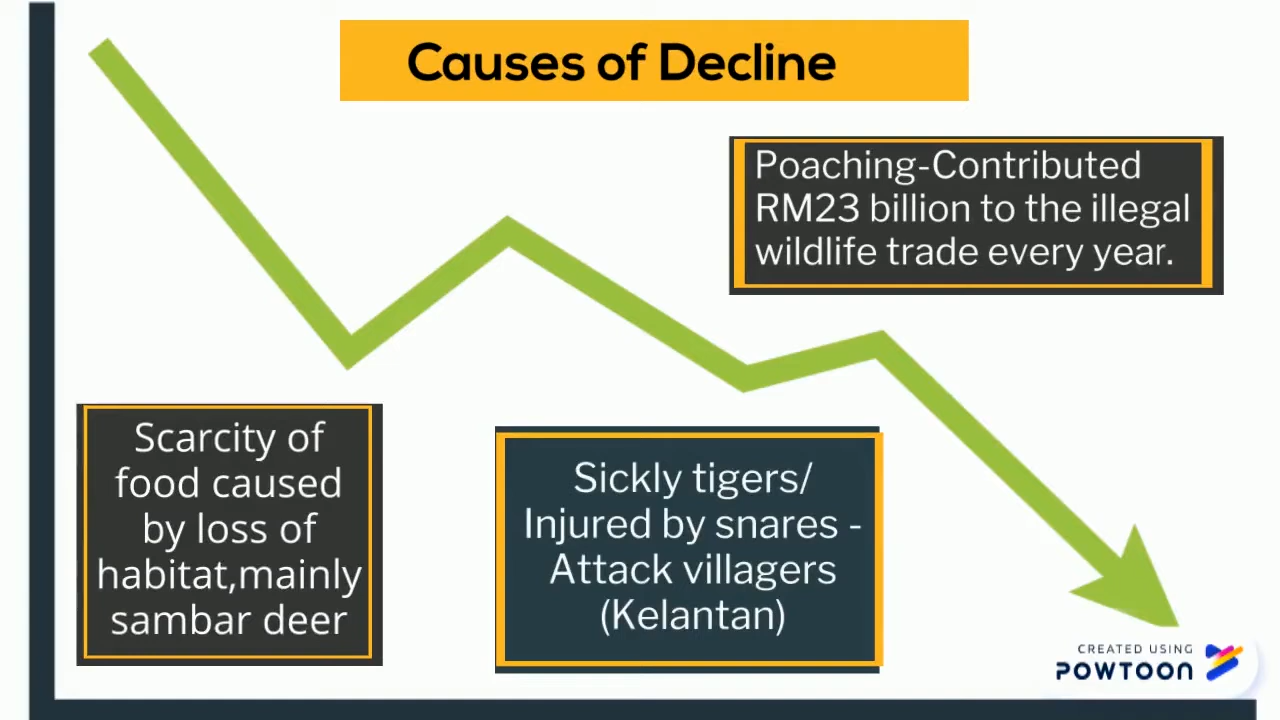 Causes of Decline
Poaching-Contributed
RM23 billion to the illegal
wildlife trade every year.
Scarcity of
food caused
by loss of
habitat,mainly
sambar deer
Sickly tigers/
Injured by snares -
Attack villagers
(Kelantan)
CREATED USING
POWTOON